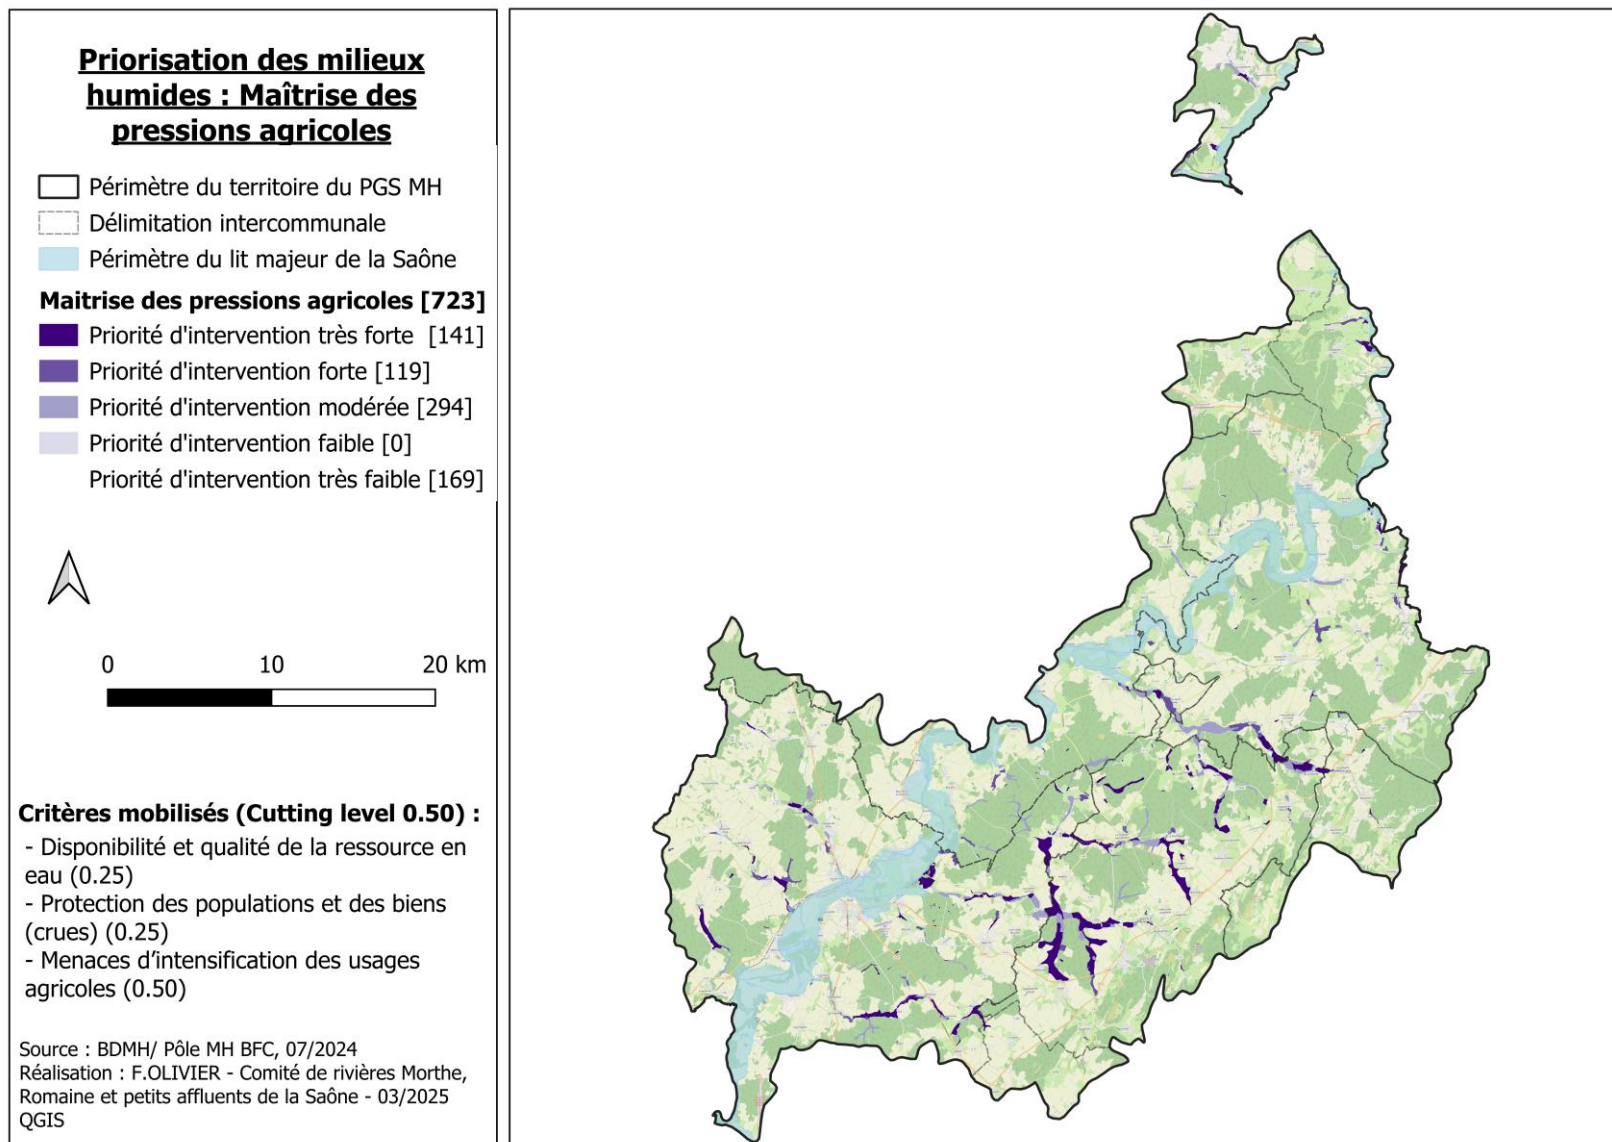 Priorisation des milieux
humides : Maîtrise des
pressions agricoles
Périmètre du territoire du PGS MH
Délimitation intercommunale
Périmètre du lit majeur de la Saône
Maitrise des pressions agricoles [723]
Priorité d'intervention très forte [141]
Priorité d'intervention forte [119]
Priorité d'intervention modérée [294]
Priorité d'intervention faible [0]
Priorité d'intervention très faible [169]
0 10 20 km
Critères mobilisés (Cutting level 0.50) :
- Disponibilité et qualité de la ressource en
eau (0.25)
- Protection des populations et des biens
(crues) (0.25)
- Menaces d’intensification des usages
agricoles (0.50)
Source : BDMH/ Pôle MH BFC, 07/2024
Réalisation : F.OLIVIER - Comité de rivières Morthe,
Romaine et petits affluents de la Saône - 03/2025
QGIS